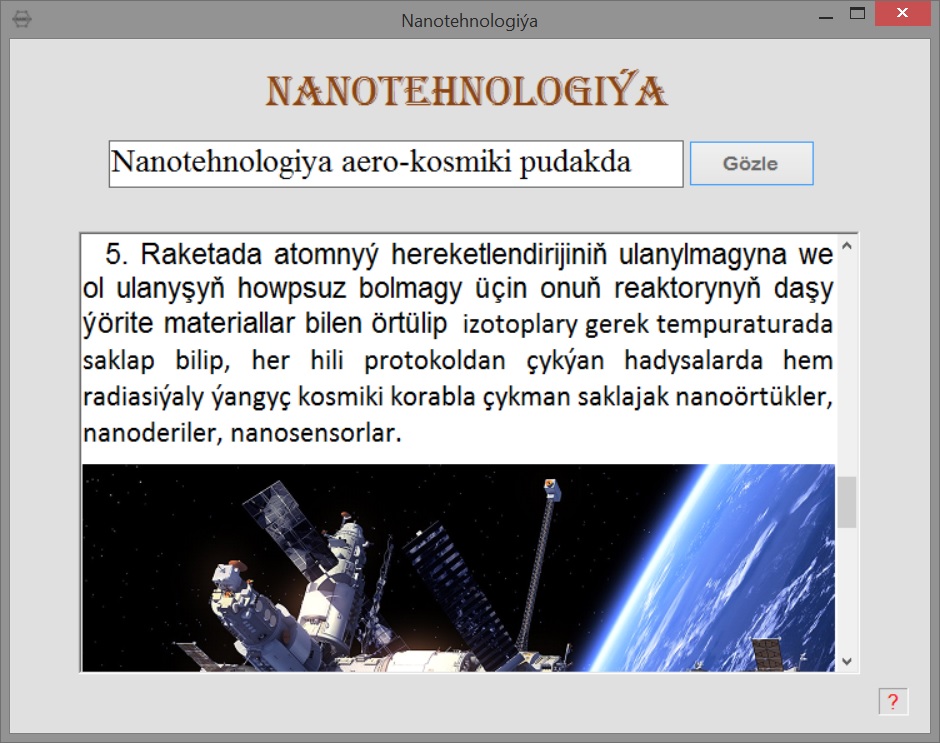 Nanotehnologiýa
NANOTEHNOLOGIÝA
Nanotehnologiya aero-kosmiki pudakda
Gözle
5. Raketada atomnyý hereketlendirijiniň ulanylmagyna we
ol ulanyşyň howpsuz bolmagy üçin onuň reaktorynyň daşy
ýörite materiallar bilen örtülip izotoplary gerek tempuraturada
saklap bilip, her hili protokoldan çykýan hadysalarda hem
radiasiýaly ýangyç kosmiki korabla çykman saklajak nanoörtükler,
nanoderiler, nanosensorlar.
?